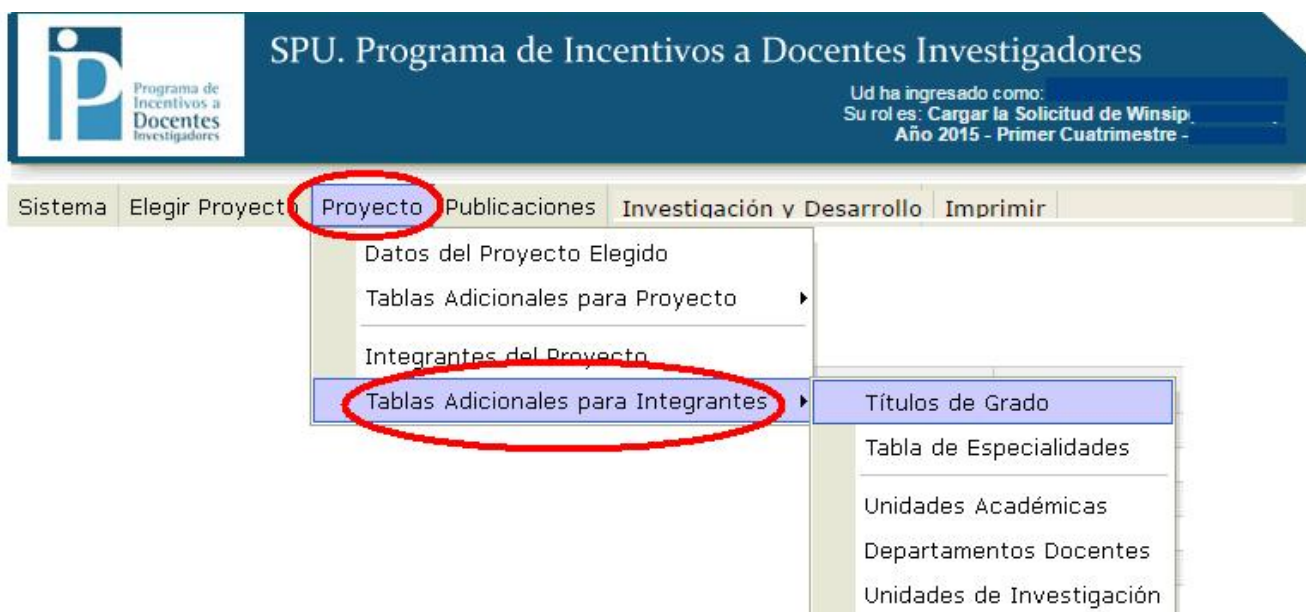 SPU. Programa de Incentivos a Docentes Investigadores
Programa de
Incentivos a
Docentes
Investigadores
Ud ha ingresado como:
Su rol es: Cargar la Solicitud de Winsip
Año 2015 - Primer Cuatrimestre -
Sistema Elegir Proyecto Proyecto Publicaciones Investigación y Desarrollo Imprimir
Datos del Proyecto Elegido
Tablas Adicionales para Proyecto
Integrantes del Proyecto
Tablas Adicionales para Integrantes
Títulos de Grado
Tabla de Especialidades
Unidades Académicas
Departamentos Docentes
Unidades de Investigación